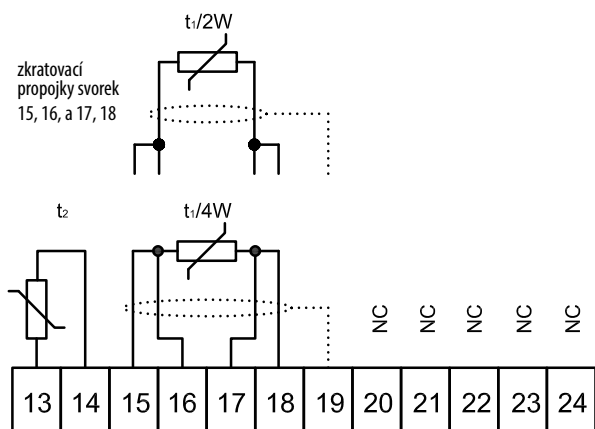 t₁/2W
zkratovací
propojky svorek
15, 16, a 17, 18
t₂
t₁/4W
NC NC NC NC NC
13 14 15 16 17 18 19 20 21 22 23 24